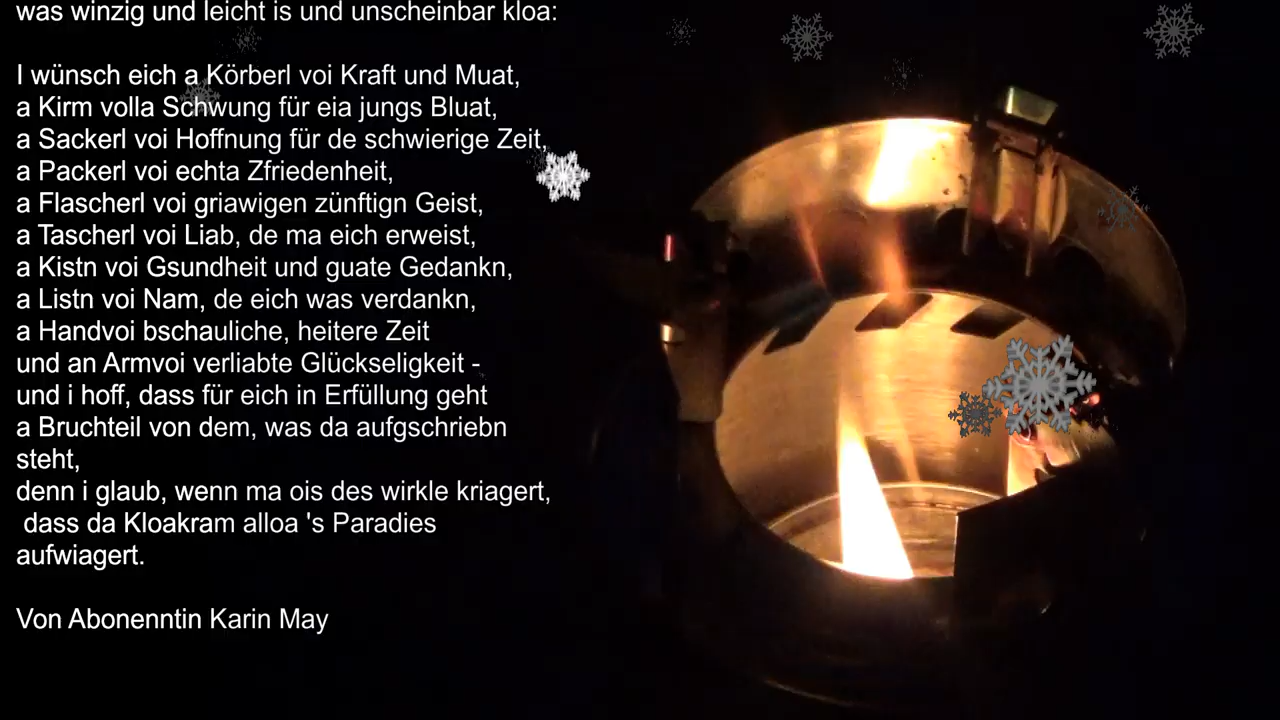 was winzig und leicht is und unscheinbar kloa:
I wünsch eich a Körberl voi Kraft und Muat,
a Kirm volla Schwung für eia jungs Bluat,
a Sackerl voi Hoffnung für de schwierige Zeit,
a Packerl voi echta Zfriedenheit,
a Flascherl voi griawigen zünftign Geist,
a Tascherl voi Liab, de ma eich erweist,
a Kistn voi Gsundheit und guate Gedankn,
a Listn voi Nam, de eich was verdankn,
a Handvoi bschauliche, heitere Zeit
und an Armvoi verliabte Glückseligkeit -
und i hoff, dass für eich in Erfüllung geht
a Bruchteil von dem, was da aufgschriebn
steht,
denn i glaub, wenn ma ois des wirkle kriagert,
dass da Kloakram alloa 's Paradies
aufwiagert.
Von Abonenntin Karin May